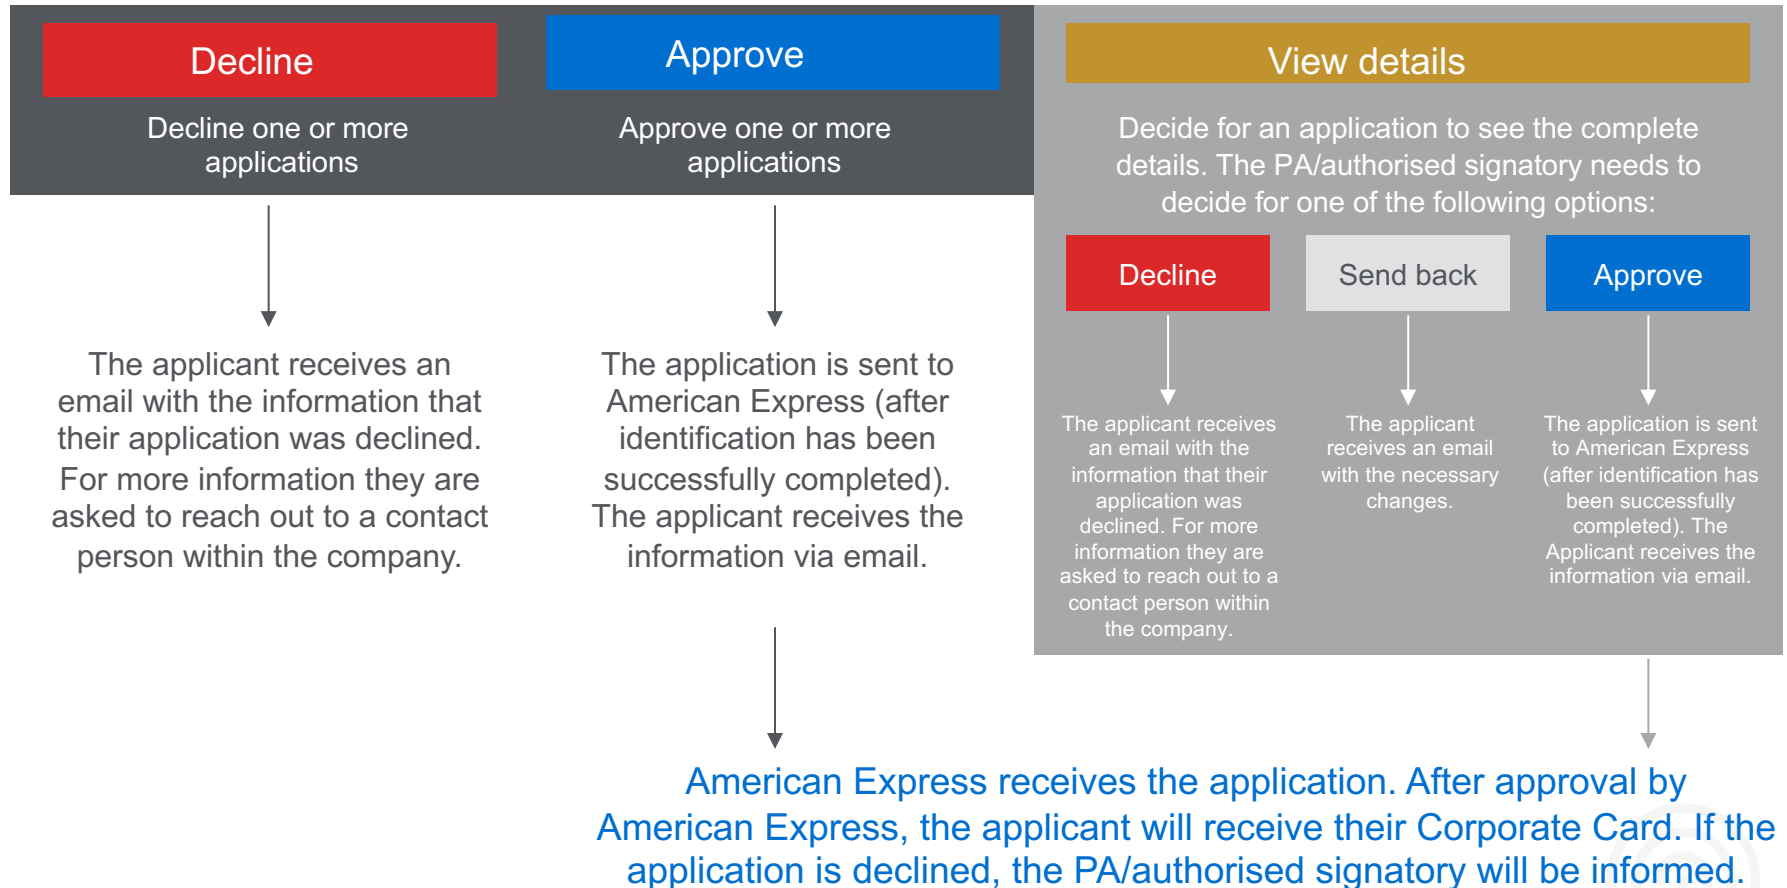 Decline
Decline one or more
applications
The applicant receives an
email with the information that
their application was declined.
For more information they are
asked to reach out to a contact
person within the company.
Approve
Approve one or more
applications
The application is sent to
American Express (after
identification has been
successfully completed).
The applicant receives the
information via email.
View details
Decide for an application to see the complete
details. The PA/authorised signatory needs to
decide for one of the following options:
Decline
The applicant receives
an email with the
information that their
application was
declined. For more
information they are
asked to reach out to a
contact person within
the company.
Send back
The applicant
receives an email
with the necessary
changes.
Approve
The application is sent
to American Express
(after identification has
been successfully
completed). The
Applicant receives the
information via email.
American Express receives the application. After approval by
American Express, the applicant will receive their Corporate Card. If the
application is declined, the PA/authorised signatory will be informed.